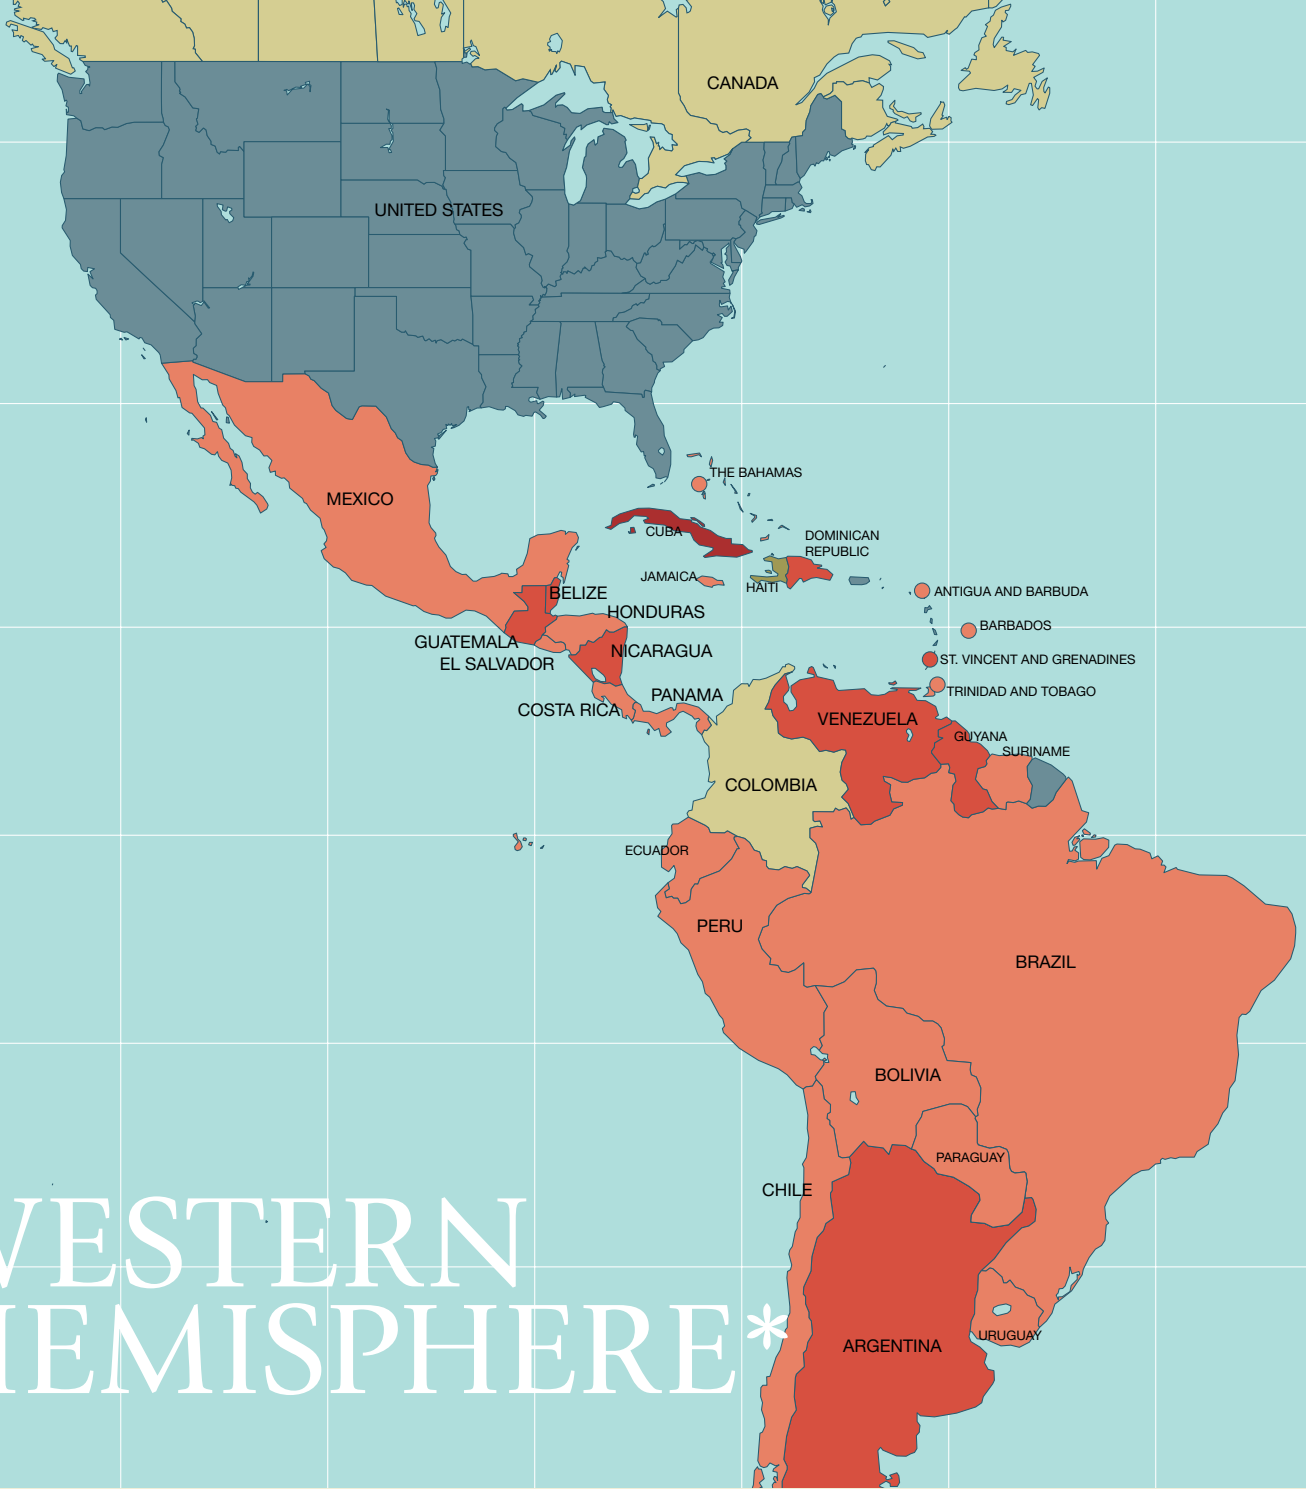 CANADA
UNITED STATES
MEXICO
THE BAHAMAS
CUBA
DOMINICAN
REPUBLIC
JAMAICA
HAITI
BELIZE
ANTIGUA AND BARBUDA
HONDURAS
BARBADOS
GUATEMALA
NICARAGUA
EL SALVADOR
ST. VINCENT AND GRENADINES
TRINIDAD AND TOBAGO
PANAMA
COSTA RICA
VENEZUELA
GUYANA
SURINAME
COLOMBIA
ECUADOR
PERU
BRAZIL
BOLIVIA
PARAGUAY
CHILE
URUGUAY
ARGENTINA
WESTERN
HEMISPHERE*